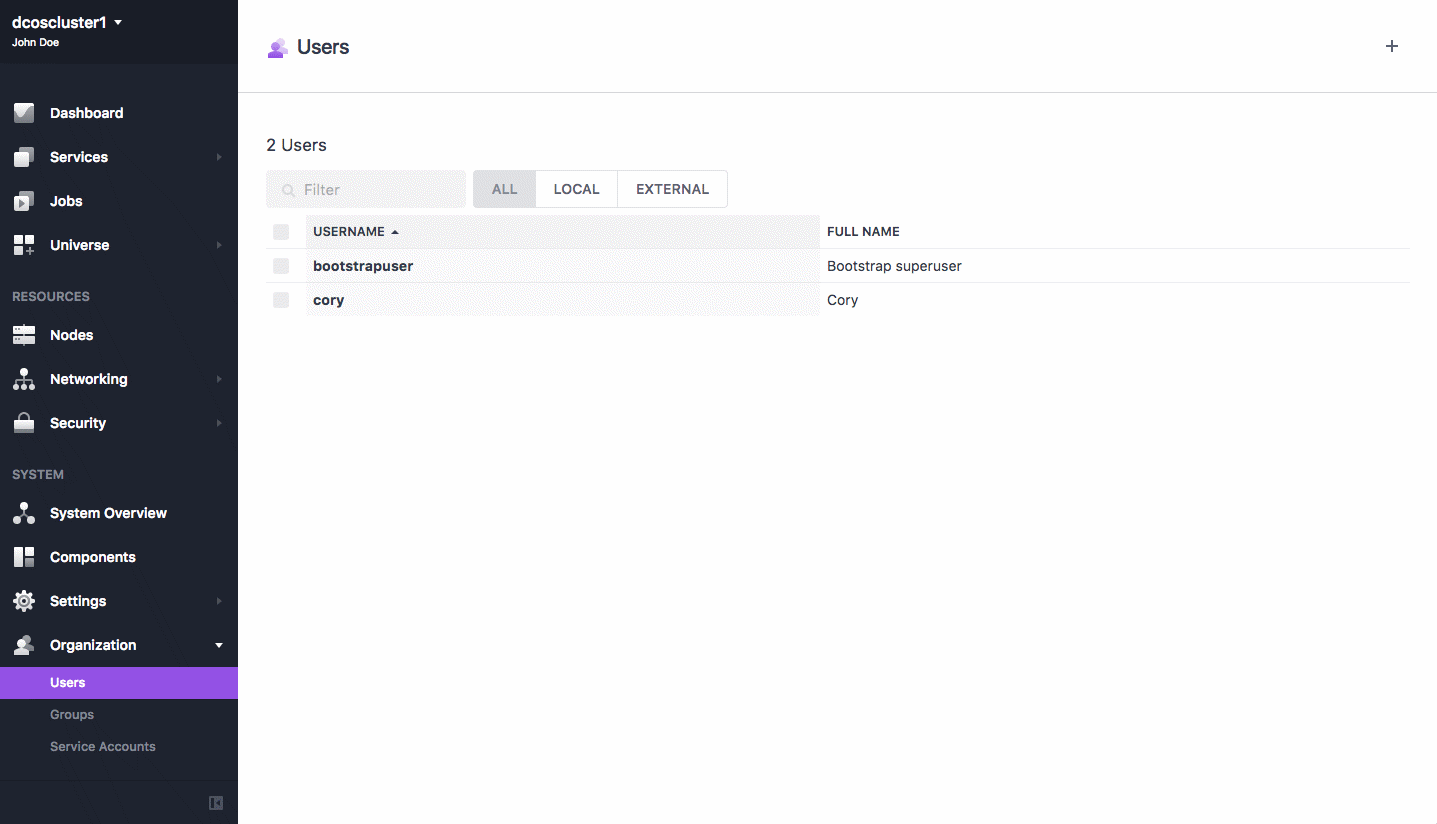 dcoscluster1
John Doe
Dashboard
Services
Jobs
Universe
RESOURCES
Nodes
Networking
Security
SYSTEM
System Overview
Components
Settings
Organization
Users
Groups
Service Accounts
Users
2 Users
Filter ALL LOCAL EXTERNAL
USERNAME FULL NAME
bootstrapuser Bootstrap superuser
cory Cory